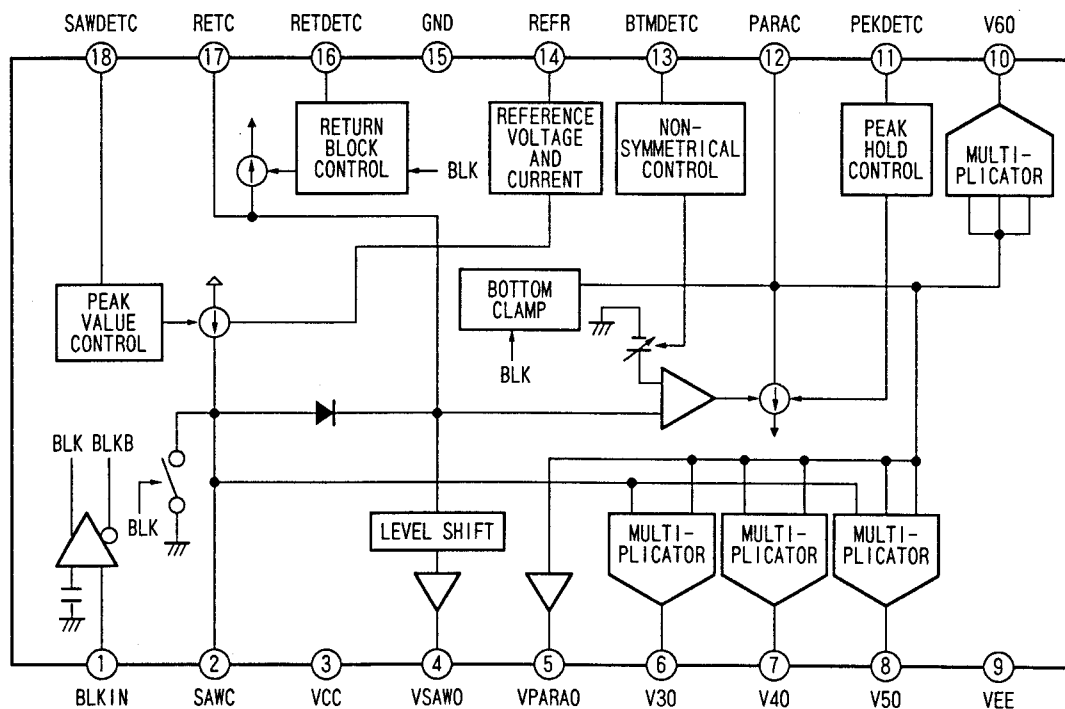 SAWDETC RETC RETDETC GND REFR BTMDETC PARAC PEKDETC V60
18 17 16 15 14 13 12 11 10
RETURN
BLOCK
CONTROL
BLK
REFERENCE
VOLTAGE
AND
CURRENT
NON-
SYMMETRICAL
CONTROL
PEAK
HOLD
CONTROL
MULTI-
PLICATOR
PEAK
VALUE
CONTROL
BOTTOM
CLAMP
BLK
BLK BLKB
BLK
LEVEL SHIFT
MULTI-
PLICATOR
MULTI-
PLICATOR
MULTI-
PLICATOR
1 2 3 4 5 6 7 8 9
BLKIN SAWC VCC VSAWO VPARAO V30 V40 V50 VEE